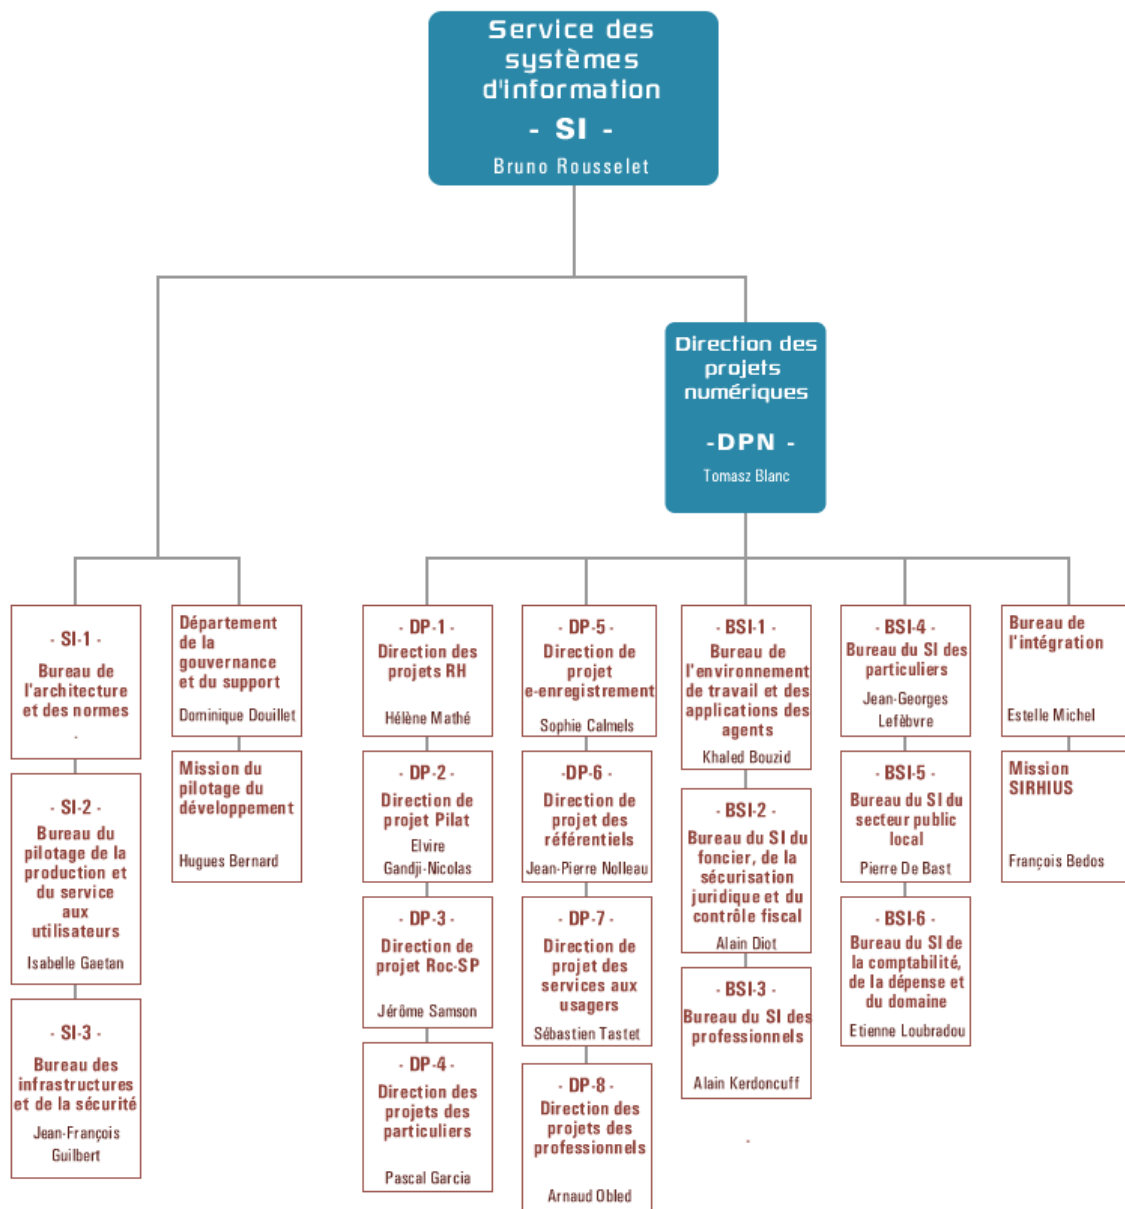 Service des
systèmes
d'information
- SI -
Bruno Rousselet
Direction des
projets
numériques
-DPN -
Tomasz Blanc
- SI-1 -
Bureau de
l'architecture
et des normes
.
- SI-2 -
Bureau du
pilotage de la
production et
du service
aux
utilisateurs
Isabelle Gaetan
- SI-3 -
Bureau des
infrastructures
et de la sécurité
Jean-François
Guilbert
Département
de la
gouvernance
et du support
Dominique Douillet
Mission du
pilotage du
développement
Hugues Bernard
- DP-1 -
Direction des
projets RH
Hélène Mathé
- DP-2 -
Direction de
projet Pilat
Elvire
Gandji-Nicolas
- DP-3 -
Direction de
projet Roc-SP
Jérôme Samson
- DP-4 -
Direction des
projets des
particuliers
Pascal Garcia
- DP-5 -
Direction de
projet
e-enregistrement
Sophie Calmels
-DP-6 -
Direction de
projet des
référentiels
Jean-Pierre Nolleau
- DP-7 -
Direction de
projet des
services aux
usagers
Sébastien Tastet
- DP-8 -
Direction des
projets des
professionnels
Arnaud Obled
- BSI-1 -
Bureau de
l'environnement
de travail et des
applications des
agents
Khaled Bouzid
- BSI-2 -
Bureau du SI du
foncier, de la
sécurisation
juridique et du
contrôle fiscal
Alain Diot
- BSI-3 -
Bureau du SI des
professionnels
Alain Kerdoncuff
.
- BSI-4 -
Bureau du SI des
particuliers
Jean-Georges
Lefèbvre
- BSI-5 -
Bureau du SI du
secteur public
local
Pierre De Bast
- BSI-6 -
Bureau du SI de
la comptabilité,
de la dépense et
du domaine
Etienne Loubradou
Bureau de
l'intégration
Estelle Michel
Mission
SIRHIUS
François Bedos